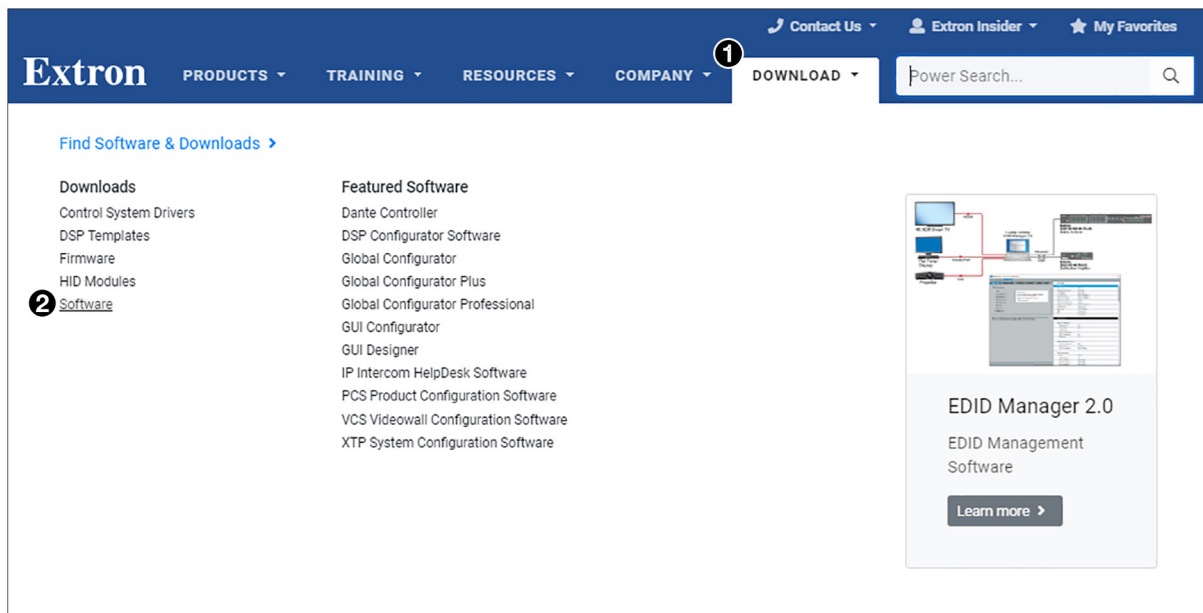 Contact Us
Extron Insider
My Favorites
1
Extron
PRODUCTS
TRAINING
RESOURCES
COMPANY
DOWNLOAD
Power Search...
Find Software & Downloads
Downloads
Control System Drivers
DSP Templates
Firmware
HID Modules
2
Software
Featured Software
Dante Controller
DSP Configurator Software
Global Configurator
Global Configurator Plus
Global Configurator Professional
GUI Configurator
GUI Designer
IP Intercom HelpDesk Software
PCS Product Configuration Software
VCS Videowall Configuration Software
XTP System Configuration Software
EDID Manager 2.0
EDID Management
Software
Learn more